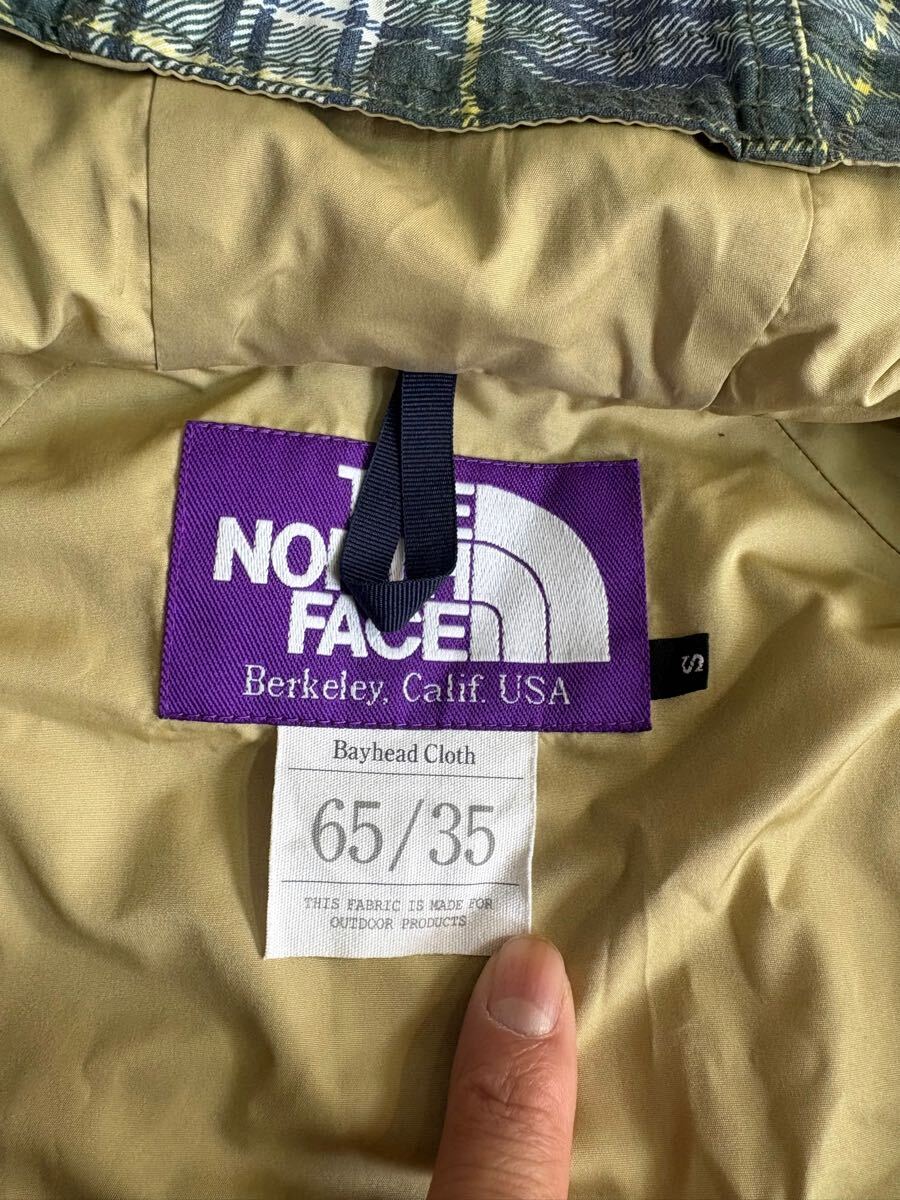 THE
NORTH
FACE
Berkeley, Calif. USA
S
Bayhead Cloth
65/35
THIS FABRIC IS MADE FOR
OUTDOOR PRODUCTS